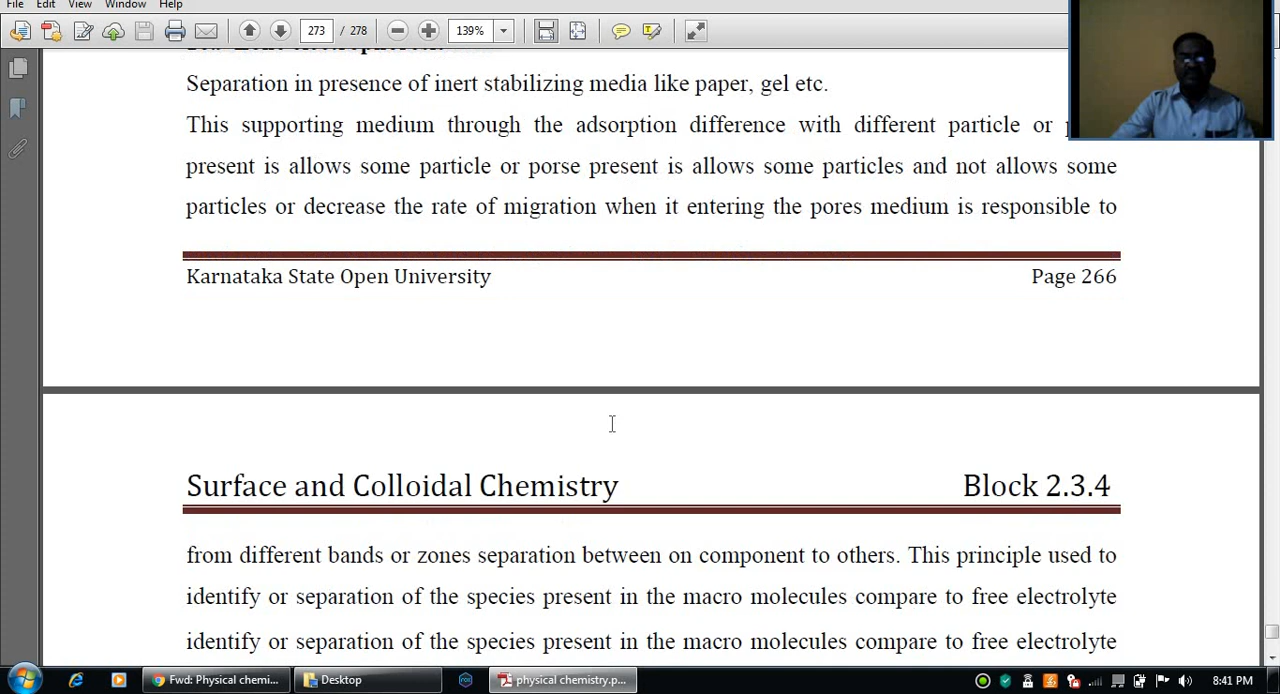 File Edit View Window Help
273 / 278 139%
Separation in presence of inert stabilizing media like paper, gel etc.
This supporting medium through the adsorption difference with different particle or
present is allows some particle or porse present is allows some particles and not allows some
particles or decrease the rate of migration when it entering the pores medium is responsible to
Karnataka State Open University Page 266
Surface and Colloidal Chemistry Block 2.3.4
from different bands or zones separation between on component to others. This principle used to
identify or separation of the species present in the macro molecules compare to free electrolyte
identify or separation of the species present in the macro molecules compare to free electrolyte
Fwd: Physical chemi... Desktop physical chemistry.p... 8:41 PM